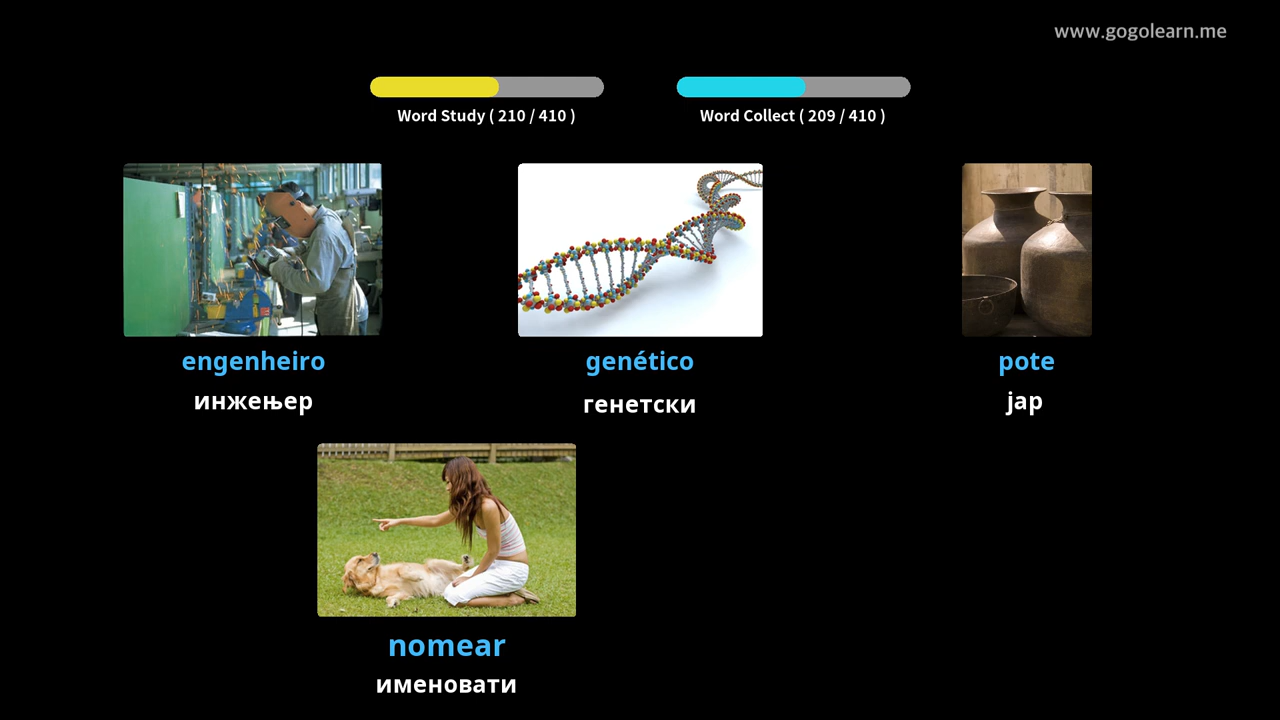 www.gogolearn.me
Word Study ( 210 / 410 )
Word Collect ( 209 / 410 )
engenheiro
инжењер
genético
генетски
pote
јар
nomear
именовати